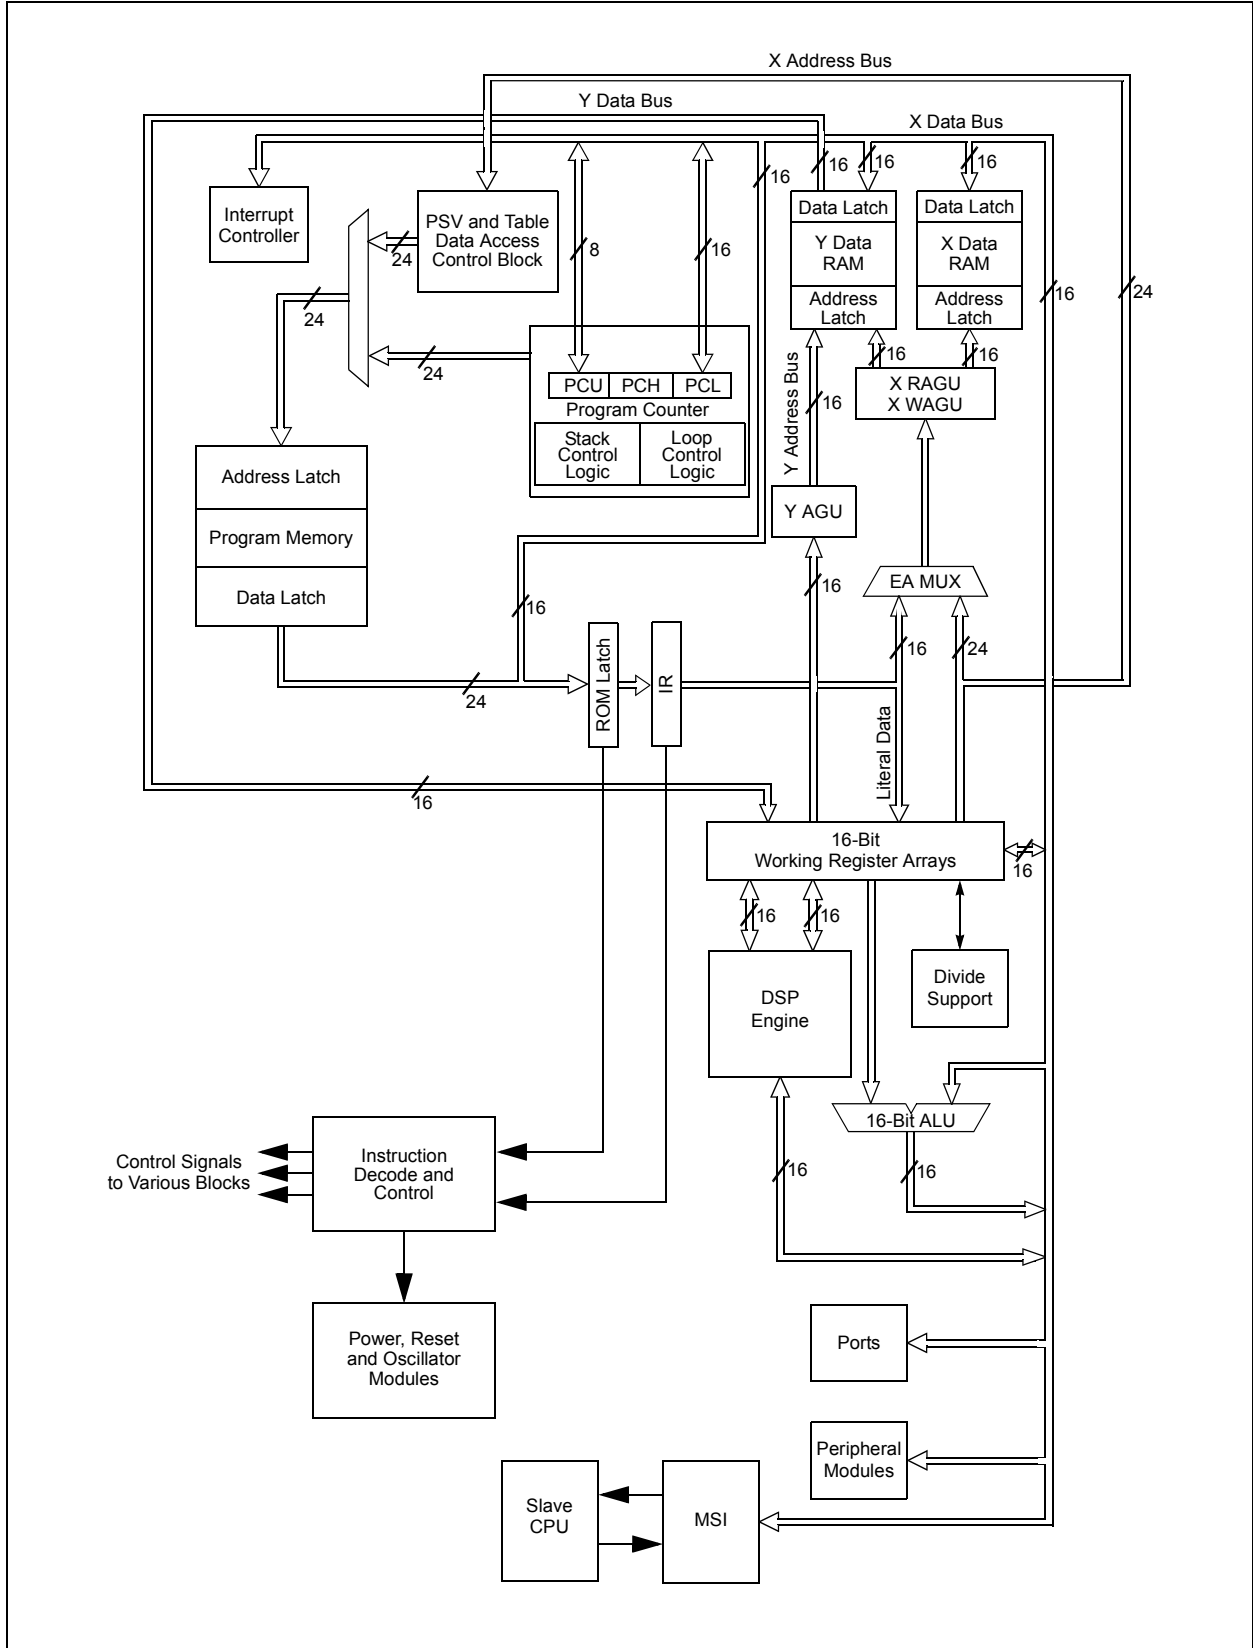 X Address Bus
Y Data Bus
X Data Bus
16
16
16
16
Interrupt
Controller
PSV and Table
Data Access
Control Block
Data Latch
Y Data
RAM
Address
Latch
Data Latch
X Data
RAM
Address
Latch
24
8
16
16
24
24
24
16
16
PCU
PCH
PCL
Program Counter
Stack
Control
Logic
Loop
Control
Logic
X RAGU
X WAGU
Y Address Bus
16
Address Latch
Program Memory
Data Latch
Y AGU
EA MUX
16
16
16
24
24
ROM Latch
IR
Literal Data
16
16-Bit
Working Register Arrays
16
16
16
DSP
Engine
Divide
Support
16-Bit ALU
16
16
Instruction
Decode and
Control
Control Signals
to Various Blocks
Power, Reset
and Oscillator
Modules
Ports
Peripheral
Modules
Slave
CPU
MSI